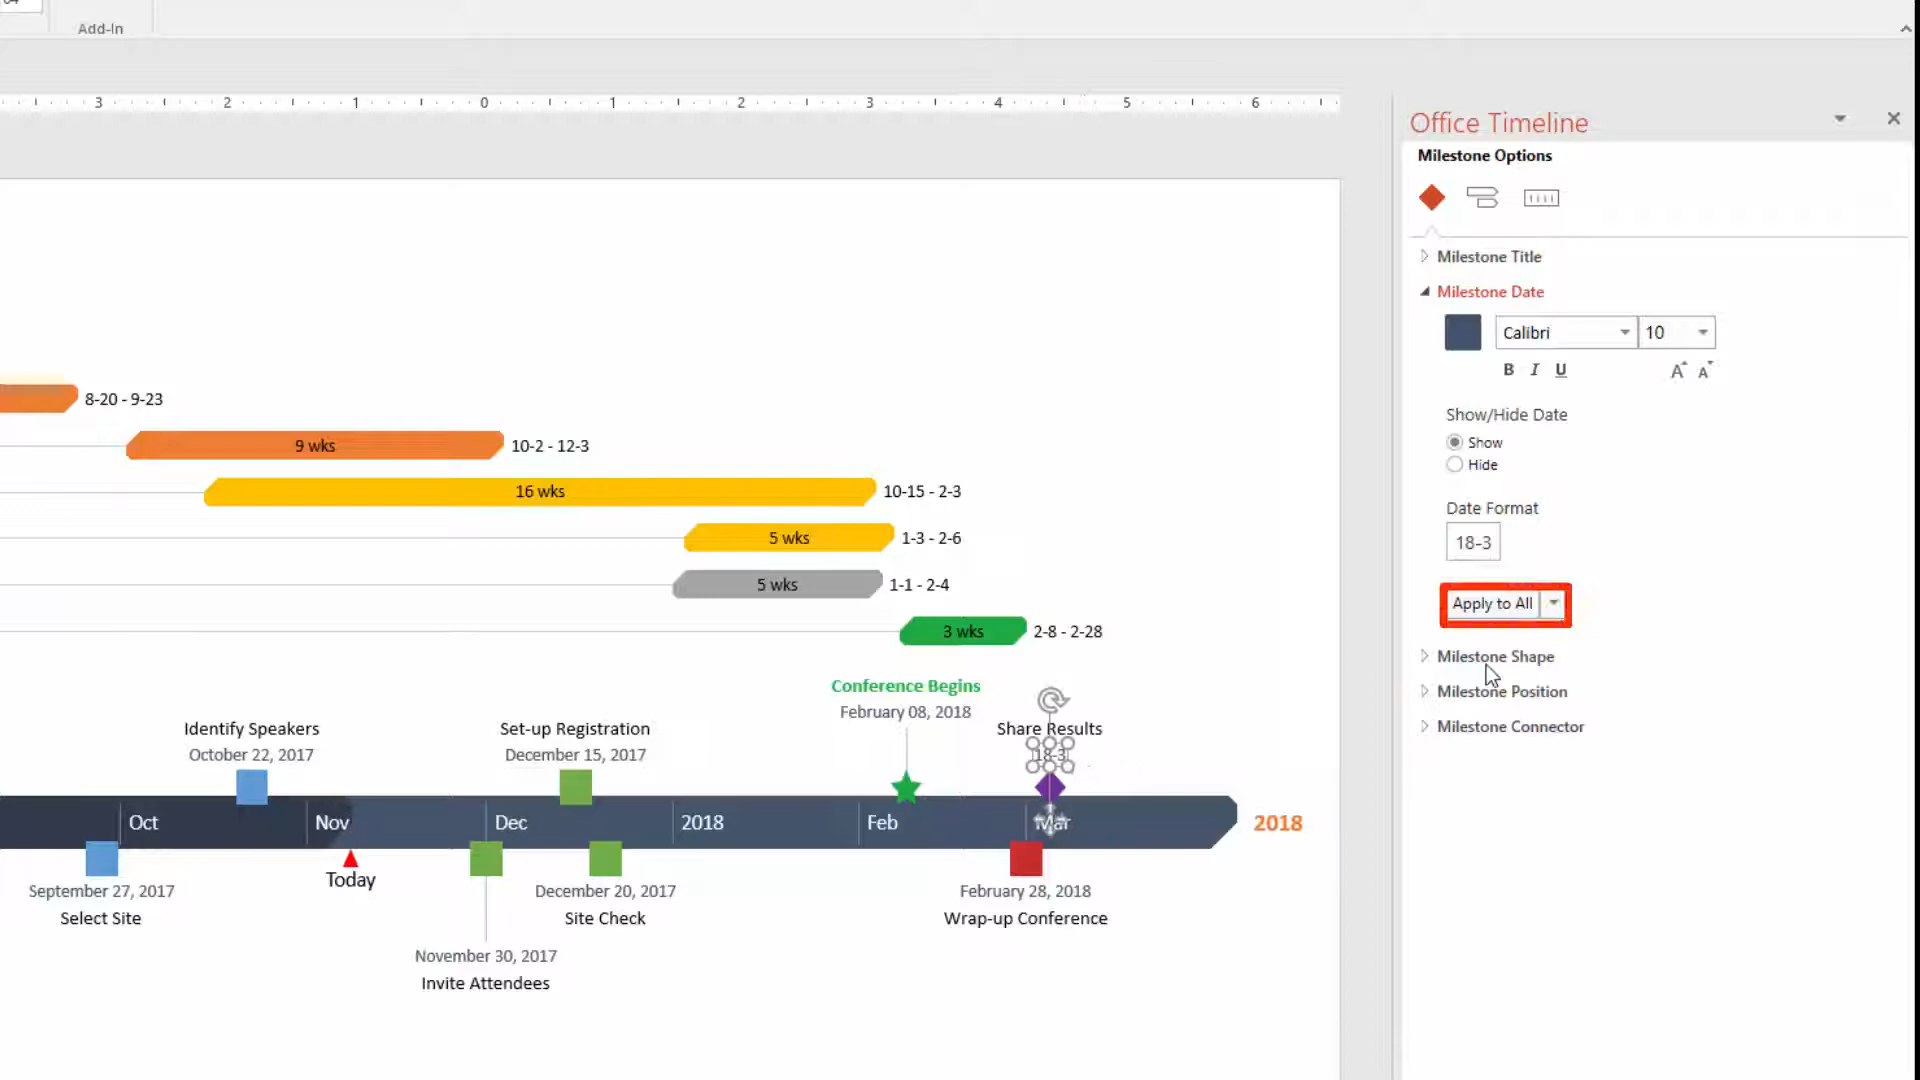 Add-In
3 2 1 0 1 2 3 4 5 6
Office Timeline
Milestone Options
Milestone Title
Milestone Date
Calibri 10
B I U A A
Show/Hide Date
Show
Hide
Date Format
18-3
Apply to All
Milestone Shape
Milestone Position
Milestone Connector
8-20 - 9-23
9 wks 10-2 - 12-3
16 wks 10-15 - 2-3
5 wks 1-3 - 2-6
5 wks 1-1 - 2-4
3 wks 2-8 - 2-28
Conference Begins
February 08, 2018
Identify Speakers
October 22, 2017
Set-up Registration
December 15, 2017
Share Results
18-3
Oct Nov Dec 2018 Feb Mar 2018
Today
September 27, 2017
Select Site
December 20, 2017
Site Check
February 28, 2018
Wrap-up Conference
November 30, 2017
Invite Attendees